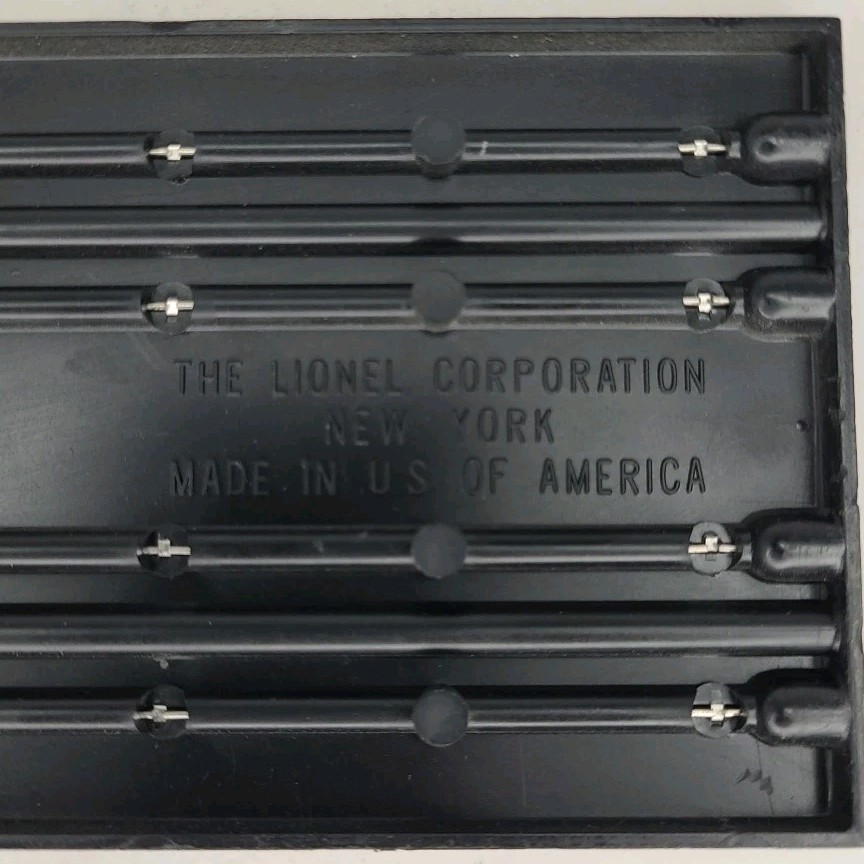 THE LIONEL CORPORATION
NEW YORK
MADE IN U S OF AMERICA